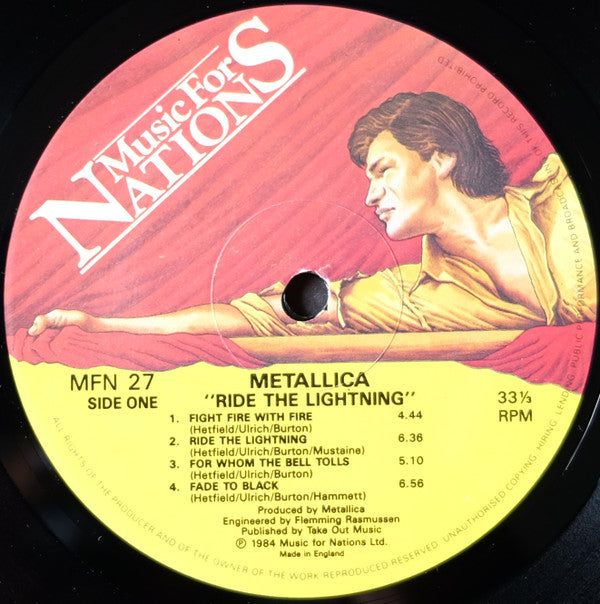 Music For
NATIONS
MFN 27
SIDE ONE
METALLICA
"RIDE THE LIGHTNING"
33⅓
RPM
1. FIGHT FIRE WITH FIRE 4.44
(Hetfield/Ulrich/Burton)
2. RIDE THE LIGHTNING 6.36
(Hetfield/Ulrich/Burton/Mustaine)
3. FOR WHOM THE BELL TOLLS 5.10
(Hetfield/Ulrich/Burton)
4. FADE TO BLACK 6.56
(Hetfield/Ulrich/Burton/Hammett)
Produced by Metallica
Engineered by Flemming Rasmussen
Published by Take Out Music
℗ 1984 Music for Nations Ltd.
Made in England
ALL RIGHTS OF THE PRODUCER AND OF THE OWNER OF THE WORK REPRODUCED RESERVED. UNAUTHORISED COPYING, HIRING, LENDING, PUBLIC PERFORMANCE AND BROADCASTING OF THIS RECORD PROHIBITED